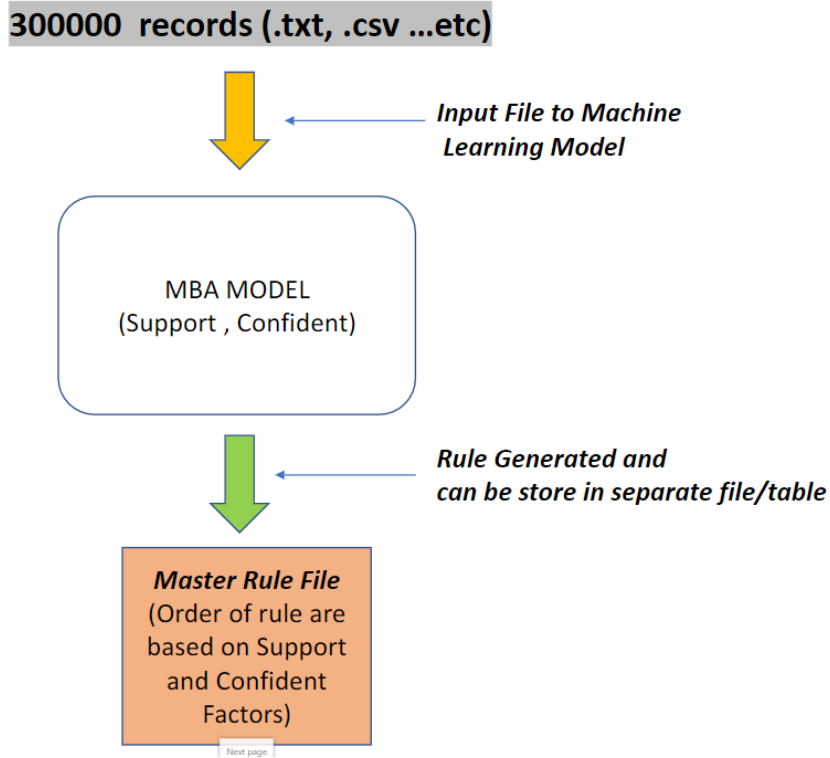 300000 records (.txt, .csv ...etc)
Input File to Machine
Learning Model
MBA MODEL
(Support , Confident)
Rule Generated and
can be store in separate file/table
Master Rule File
(Order of rule are
based on Support
and Confident
Factors)
Next page